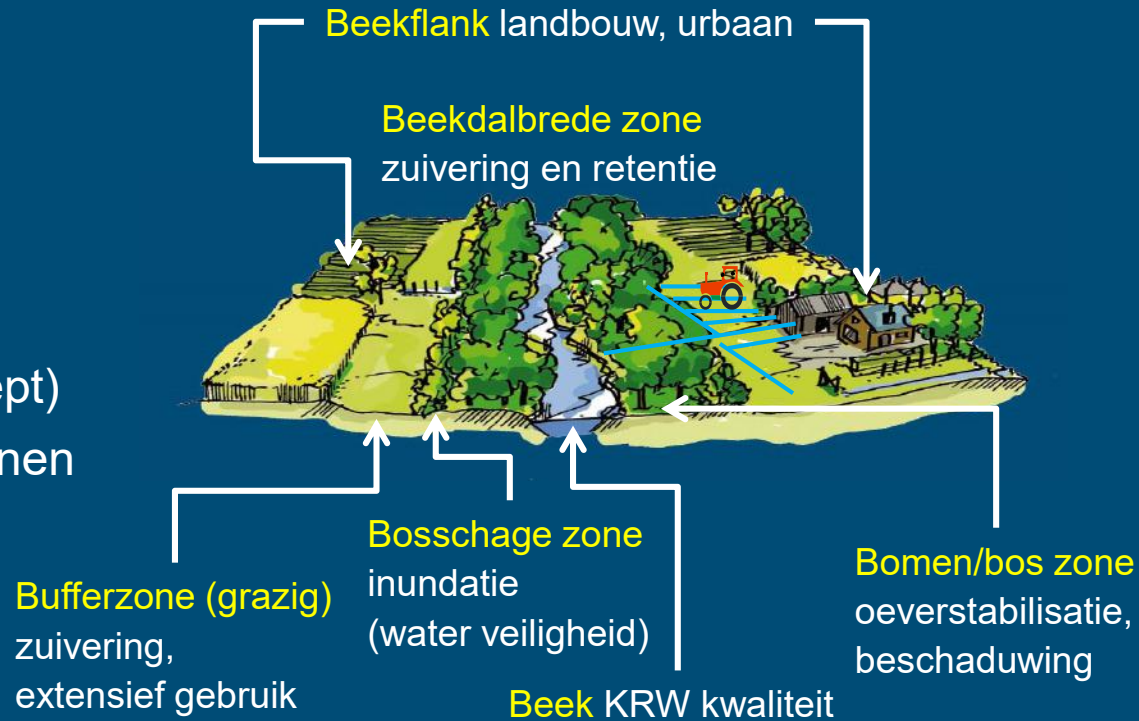 Beekflank landbouw, urbaan
Beekdalbrede zone
zuivering en retentie
ept)
nen
Bufferzone (grazig)
zuivering,
extensief gebruik
Bosschage zone
inundatie
(water veiligheid)
Beek KRW kwaliteit
Bomen/bos zone
oeverstabilisatie,
beschaduwing